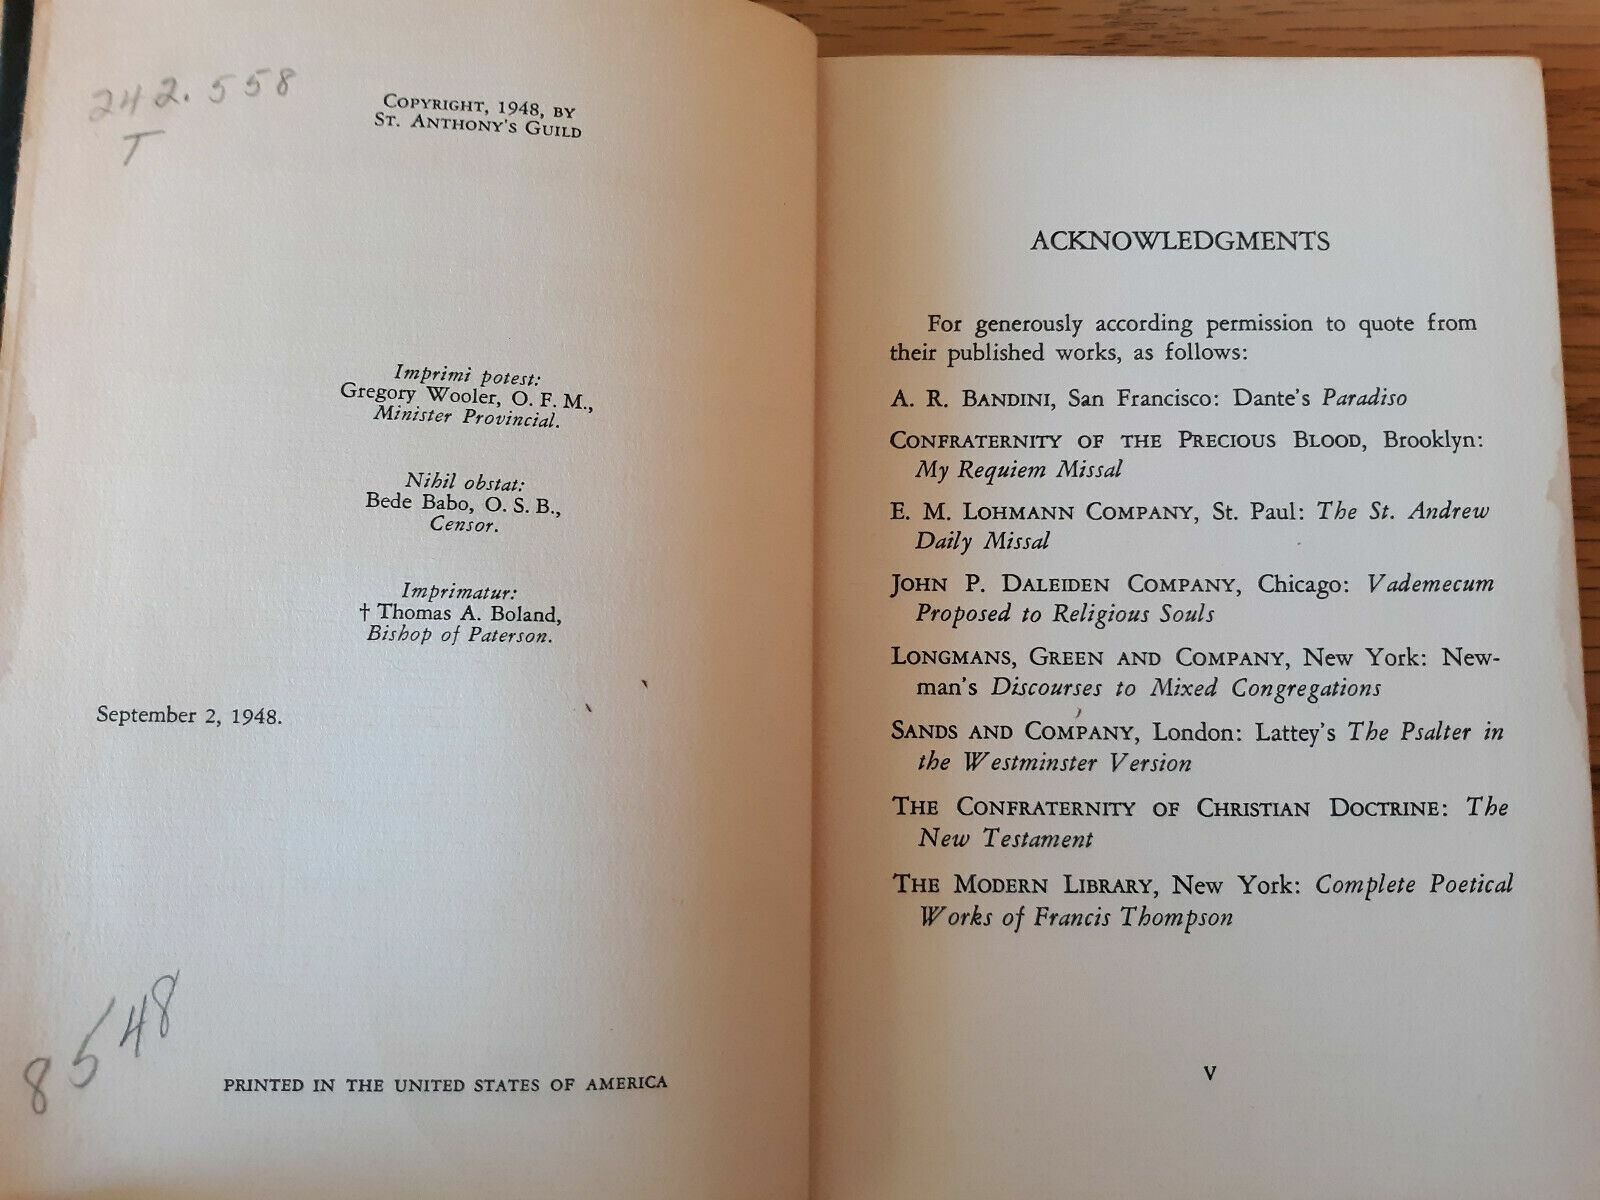 242.558
T
COPYRIGHT, 1948, BY
ST. ANTHONY'S GUILD
Imprimi potest:
Gregory Wooler, O. F. M.,
Minister Provincial.
Nihil obstat:
Bede Babo, O. S. B.,
Censor.
Imprimatur:
† Thomas A. Boland,
Bishop of Paterson.
September 2, 1948.
8548
PRINTED IN THE UNITED STATES OF AMERICA
ACKNOWLEDGMENTS
For generously according permission to quote from
their published works, as follows:
A. R. BANDINI, San Francisco: Dante's Paradiso
CONFRATERNITY OF THE PRECIOUS BLOOD, Brooklyn:
My Requiem Missal
E. M. LOHMANN COMPANY, St. Paul: The St. Andrew
Daily Missal
JOHN P. DALEIDEN COMPANY, Chicago: Vademecum
Proposed to Religious Souls
LONGMANS, GREEN AND COMPANY, New York: New-
man's Discourses to Mixed Congregations
SANDS AND COMPANY, London: Lattey's The Psalter in
the Westminster Version
THE CONFRATERNITY OF CHRISTIAN DOCTRINE: The
New Testament
THE MODERN LIBRARY, New York: Complete Poetical
Works of Francis Thompson
V